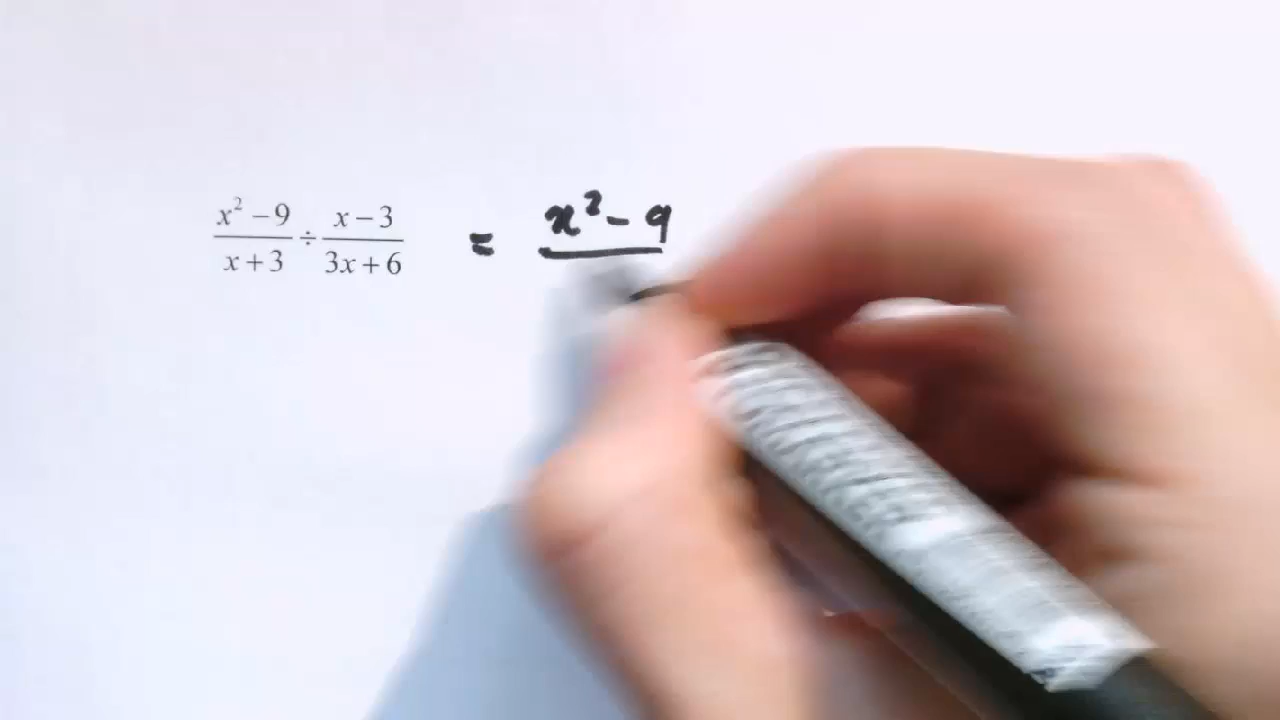 x² - 9 / x + 3 ÷ x - 3 / 3x + 6 = x² - 9